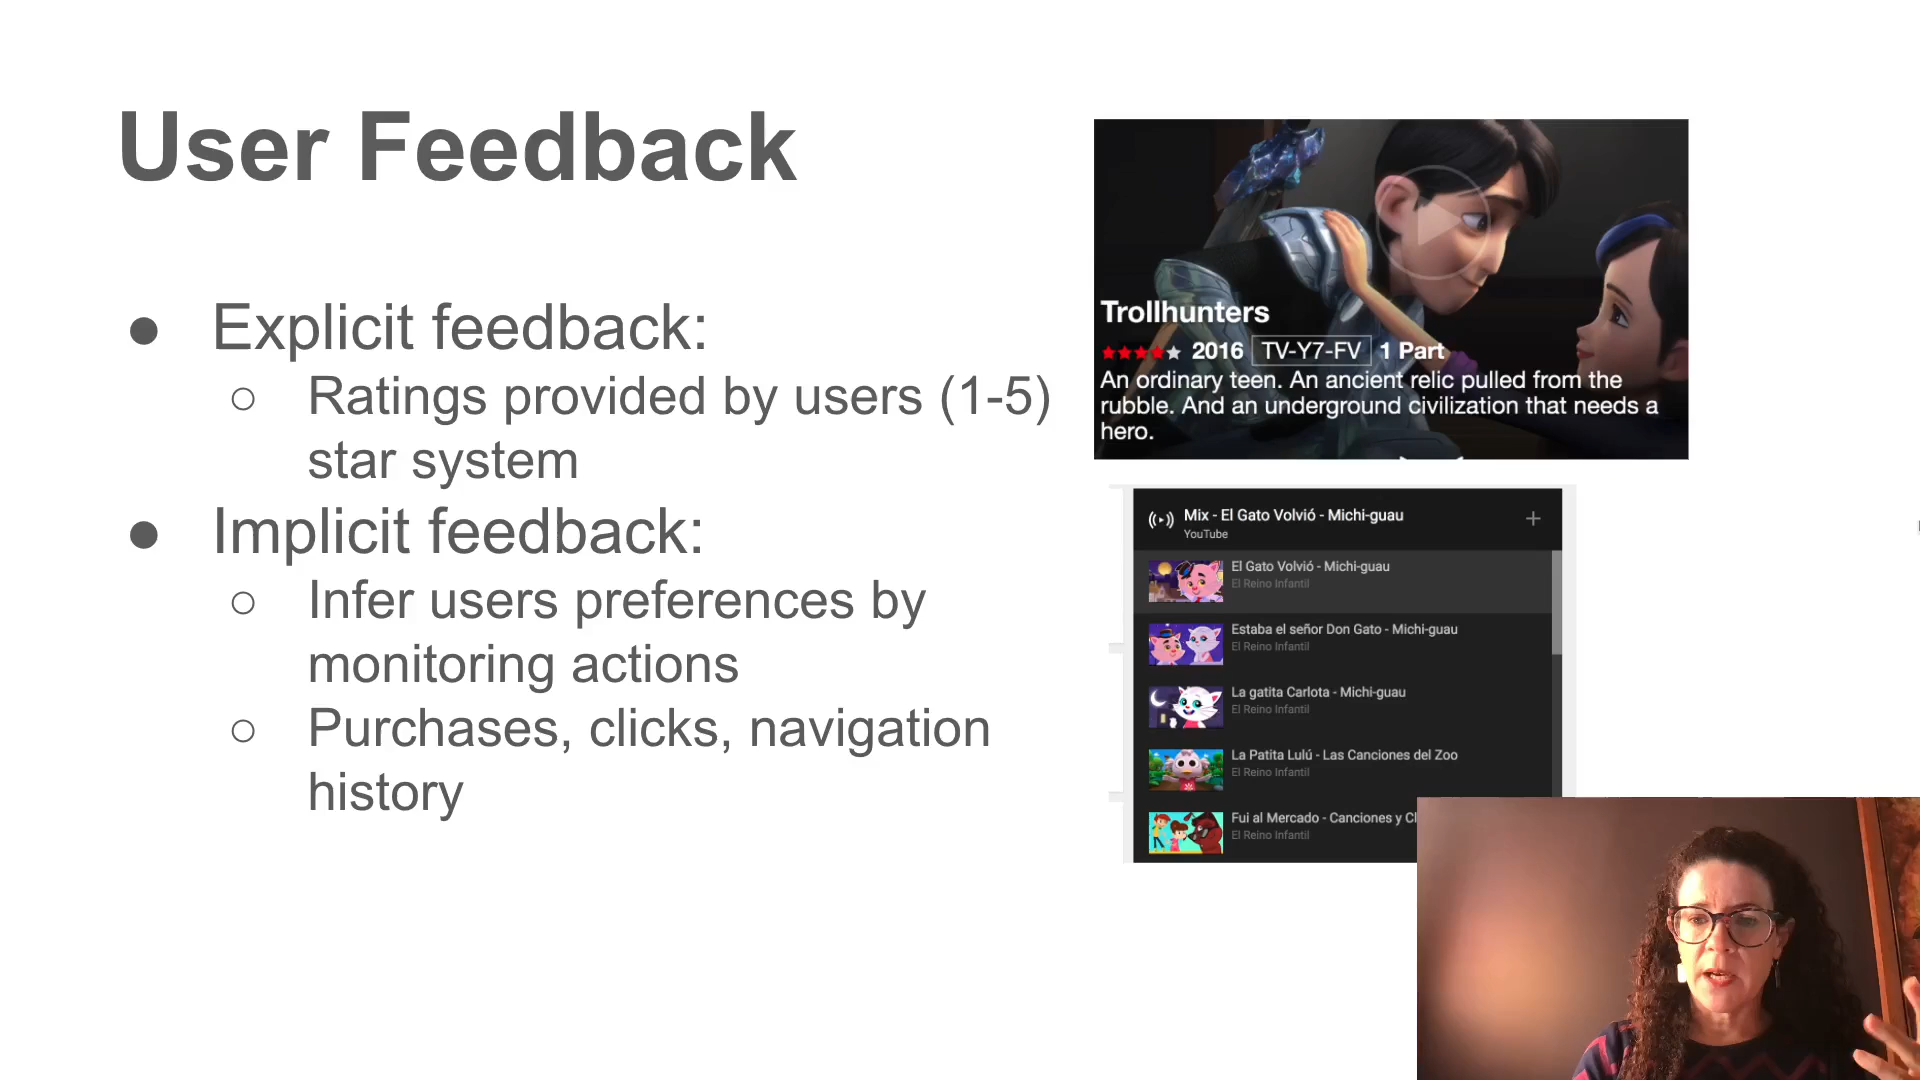 User Feedback
● Explicit feedback:
○ Ratings provided by users (1-5)
star system
● Implicit feedback:
○ Infer users preferences by
monitoring actions
○ Purchases, clicks, navigation
history
Trollhunters
2016 TV-Y7-FV 1 Part
An ordinary teen. An ancient relic pulled from the
rubble. And an underground civilization that needs a
hero.
Mix - El Gato Volvió - Michi-guau
YouTube
El Gato Volvió - Michi-guau
El Reino Infantil
Estaba el señor Don Gato - Michi-guau
El Reino Infantil
La gatita Carlota - Michi-guau
El Reino Infantil
La Patita Lulú - Las Canciones del Zoo
El Reino Infantil
Fui al Mercado - Canciones y
El Reino Infantil